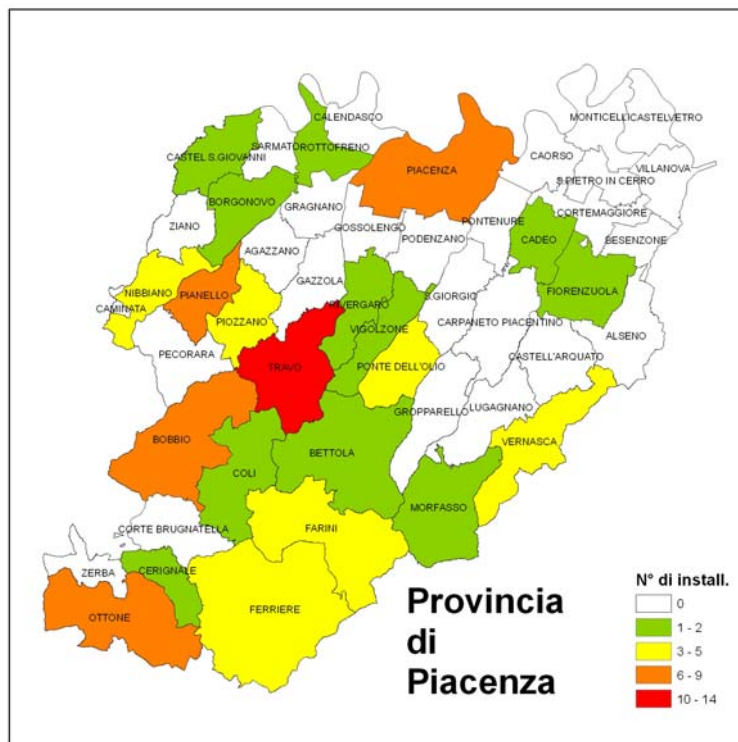 CALENDASCO
MONTICELLI
CASTELVETRO
SARMATO
ROTTOFRENO
CASTEL S.GIOVANNI
CAORSO
VILLANOVA
PIACENZA
S.PIETRO IN CERRO
BORGONOVO
GRAGNANO
CORTEMAGGIORE
ZIANO
GOSSOLENGO
PONTENURE
PODENZANO
CADEO
BESENZONE
AGAZZANO
GAZZOLA
NIBBIANO
PIANELLO
S.GIORGIO
FIORENZUOLA
CAMINATA
RIVERGARO
PIOZZANO
VIGOLZONE
CARPANETO PIACENTINO
ALSENO
PECORARA
CASTELL'ARQUATO
TRAVO
PONTE DELL'OLIO
GROPPARELLO
LUGAGNANO
BOBBIO
BETTOLA
VERNASCA
COLI
MORFASSO
CORTE BRUGNATELLA
FARINI
ZERBA
CERIGNALE
FERRIERE
OTTONE
Provincia
di
Piacenza
N° di install.
0
1 - 2
3 - 5
6 - 9
10 - 14